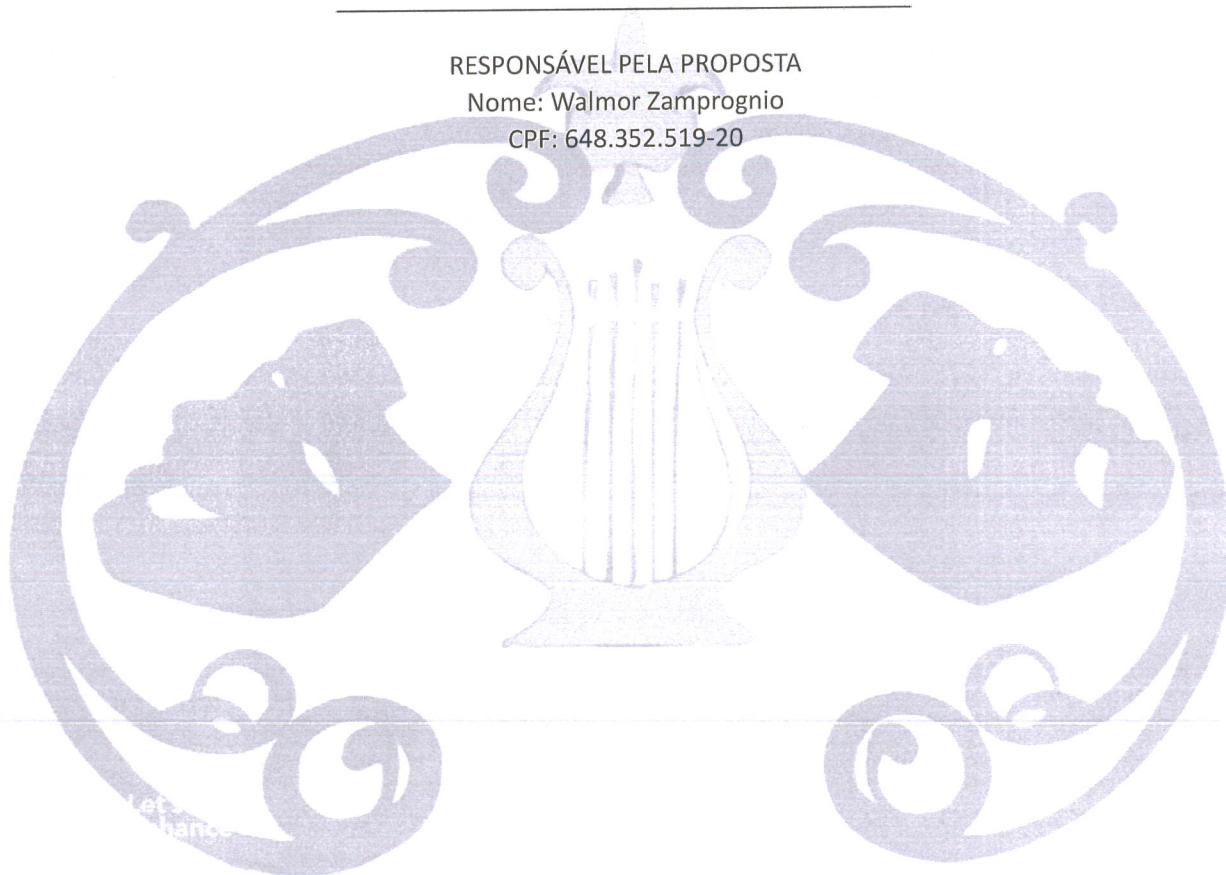 RESPONSÁVEL PELA PROPOSTA
Nome: Walmor Zamprognio
CPF: 648.352.519-20